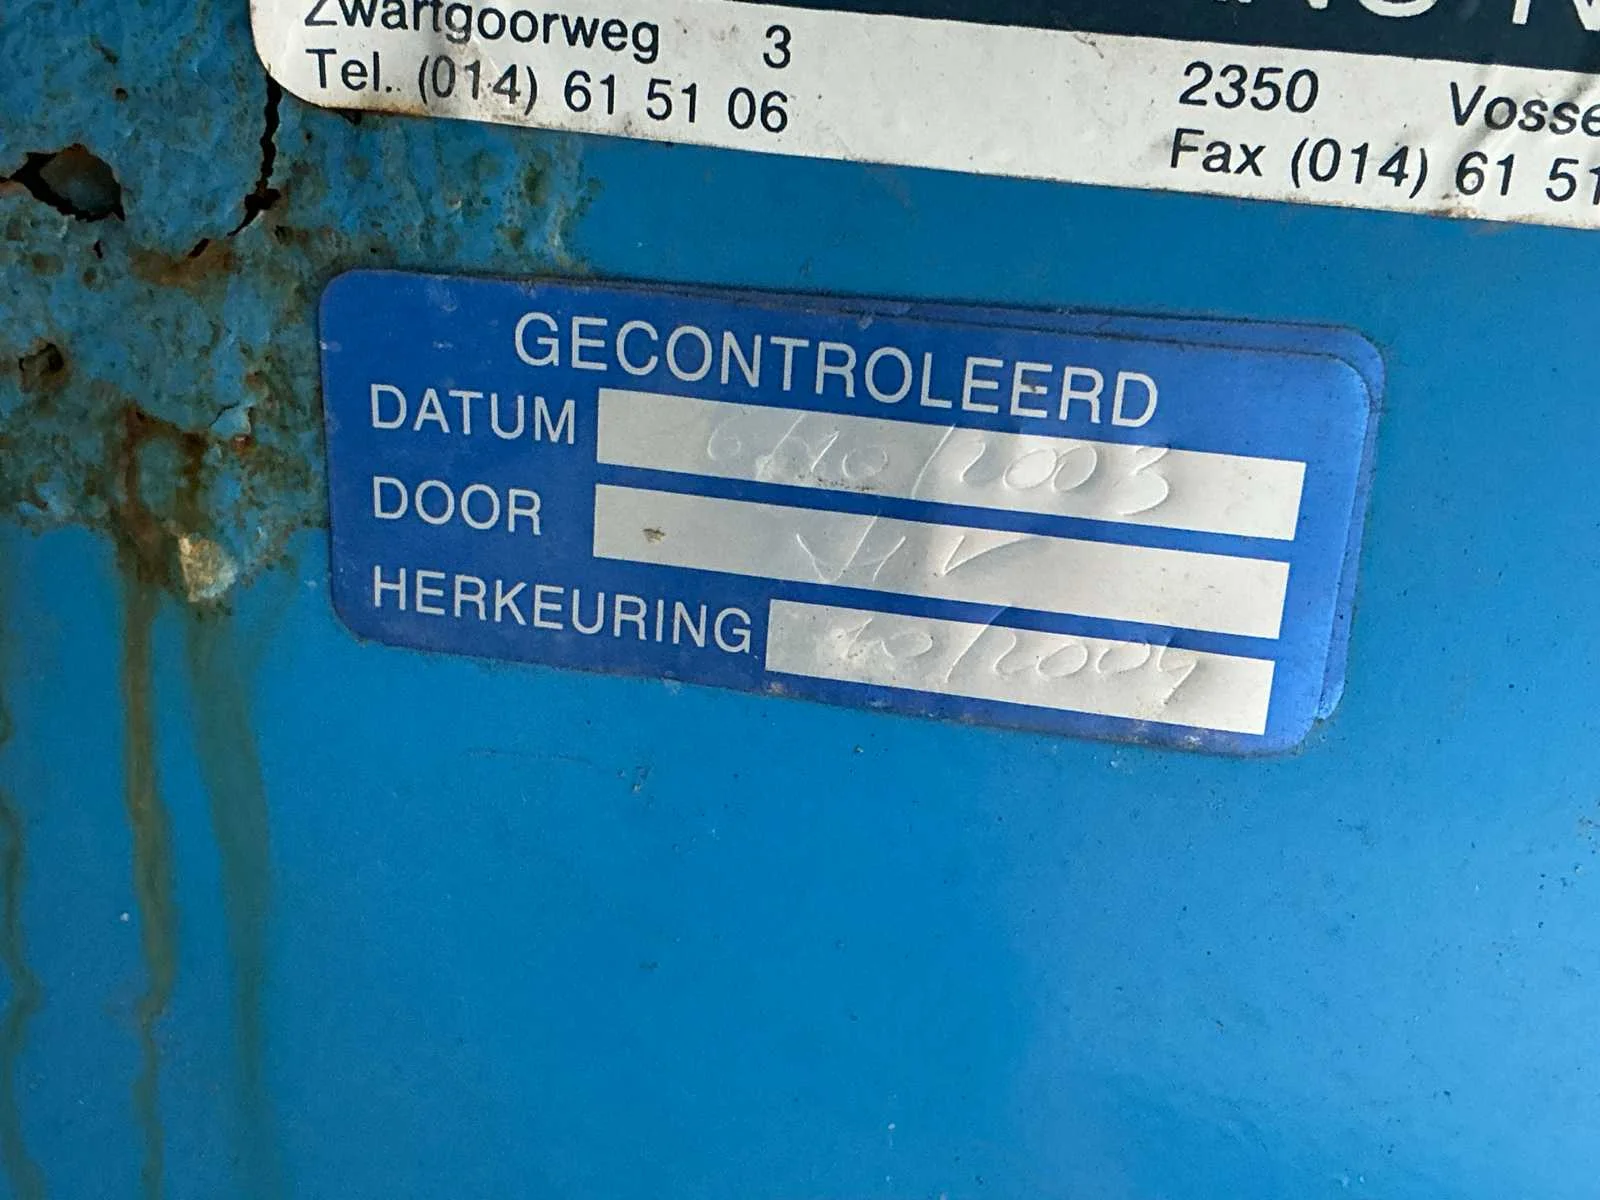 Zwartgoorweg 3
2350 Vosse
Tel. (014) 61 51 06
Fax (014) 61 51
GECONTROLEERD
DATUM 6/10/2003
DOOR
HERKEURING 10/2004